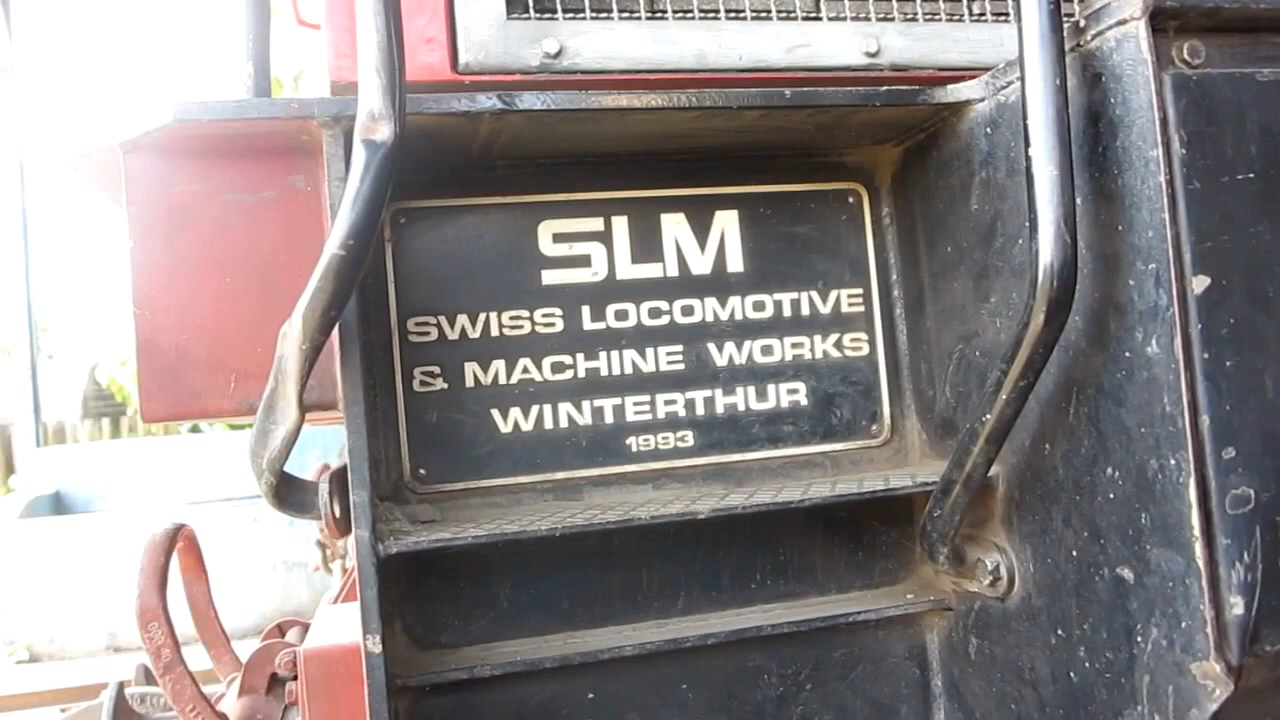 SLM
SWISS LOCOMOTIVE
& MACHINE WORKS
WINTERTHUR
1993